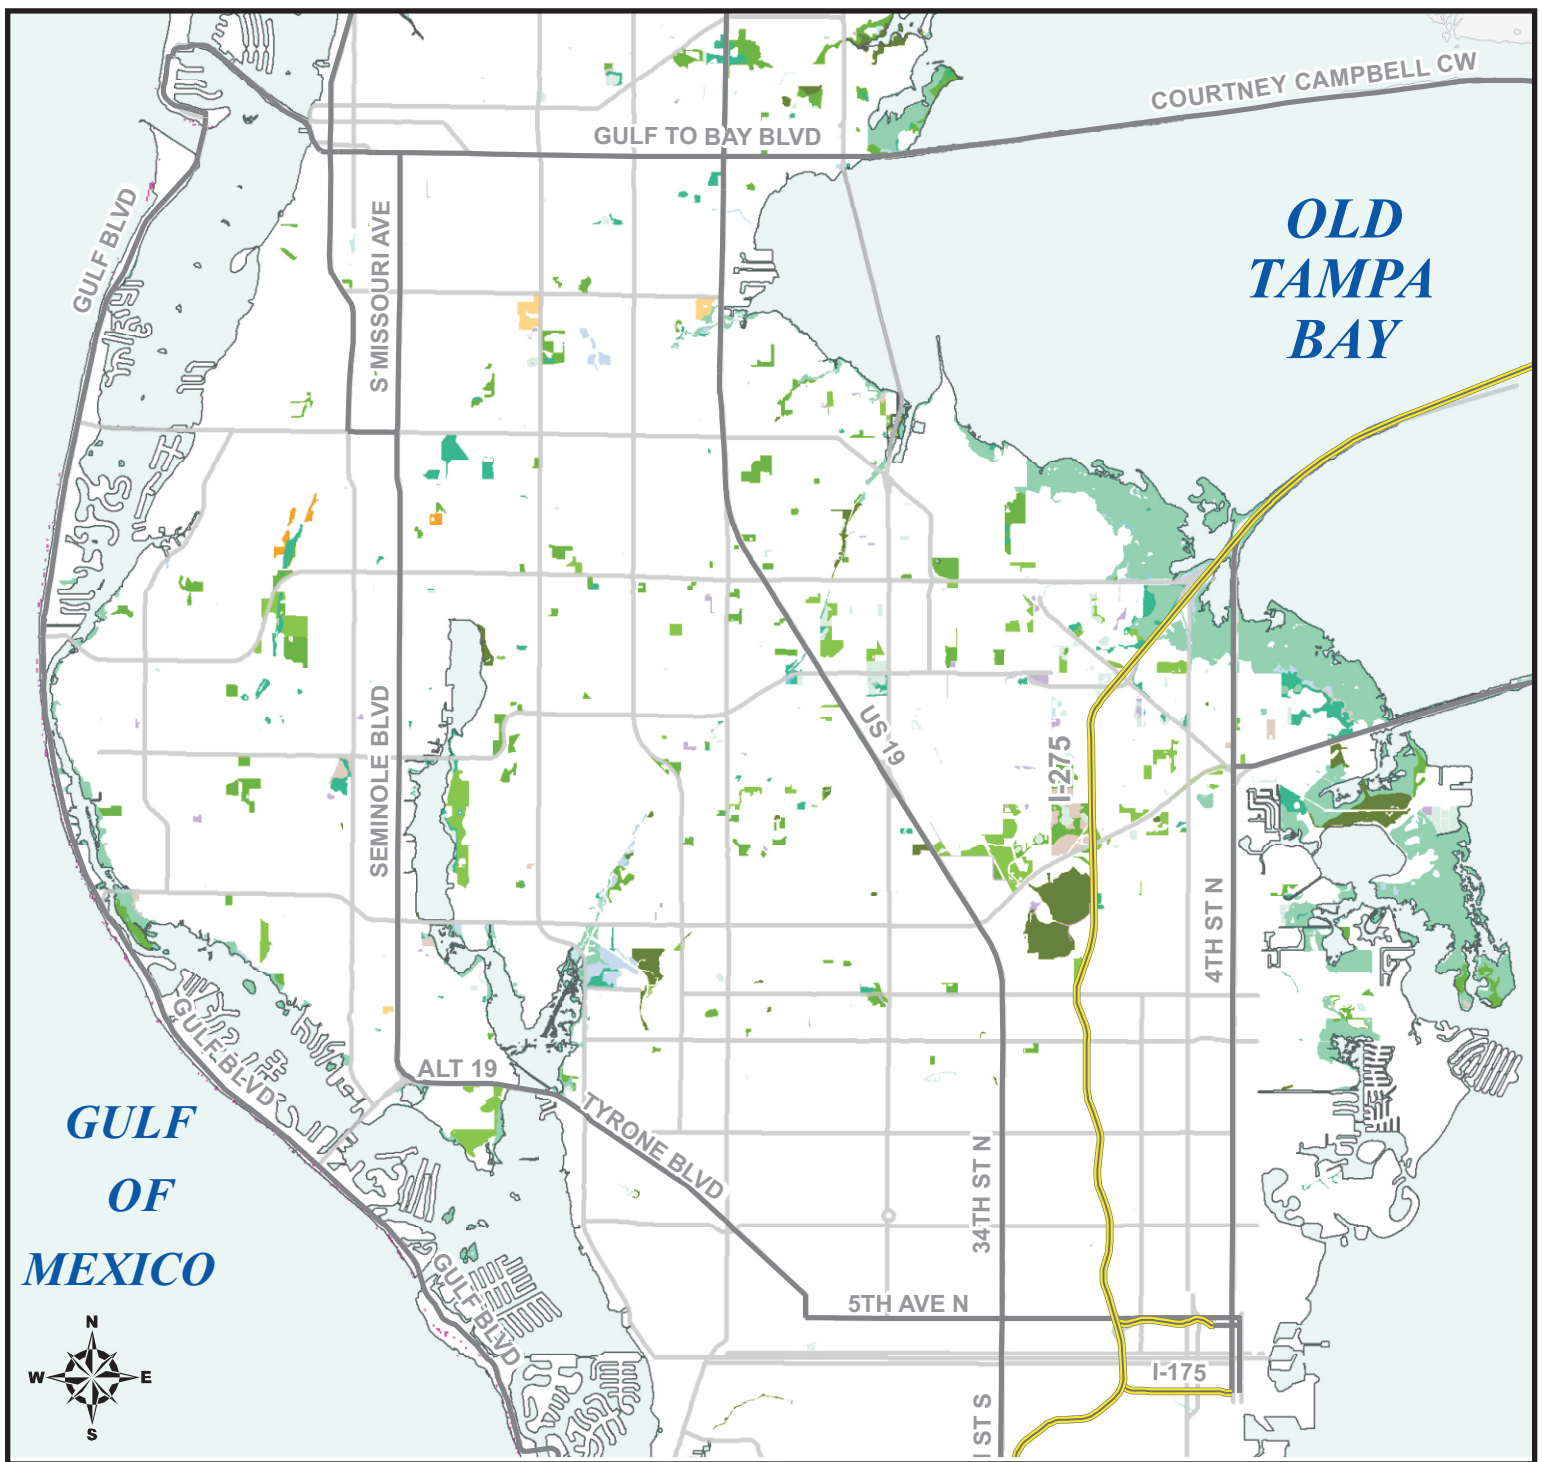 COURTNEY CAMPBELL CW
GULF TO BAY BLVD
OLD
TAMPA
BAY
GULF BLVD
S MISSOURI AVE
US 19
I-275
SEMINOLE BLVD
4TH ST N
GULF BLVD
ALT 19
TYRONE BLVD
GULF
OF
MEXICO
34TH ST N
GULF BLVD
5TH AVE N
I-175
ST S
N
W
E
S